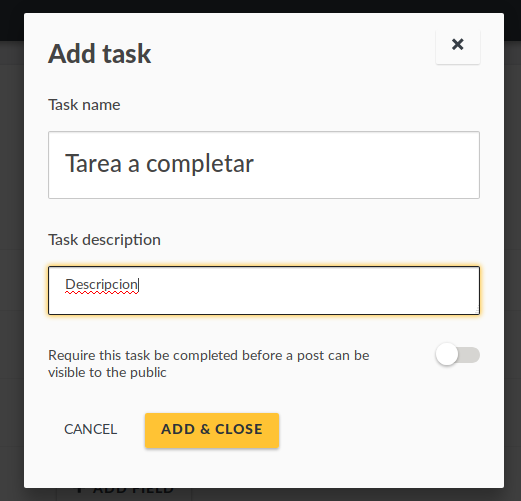 Add task
Task name
Tarea a completar
Task description
Descripcion
Require this task be completed before a post can be
visible to the public
CANCEL
ADD & CLOSE
ADD FIELD